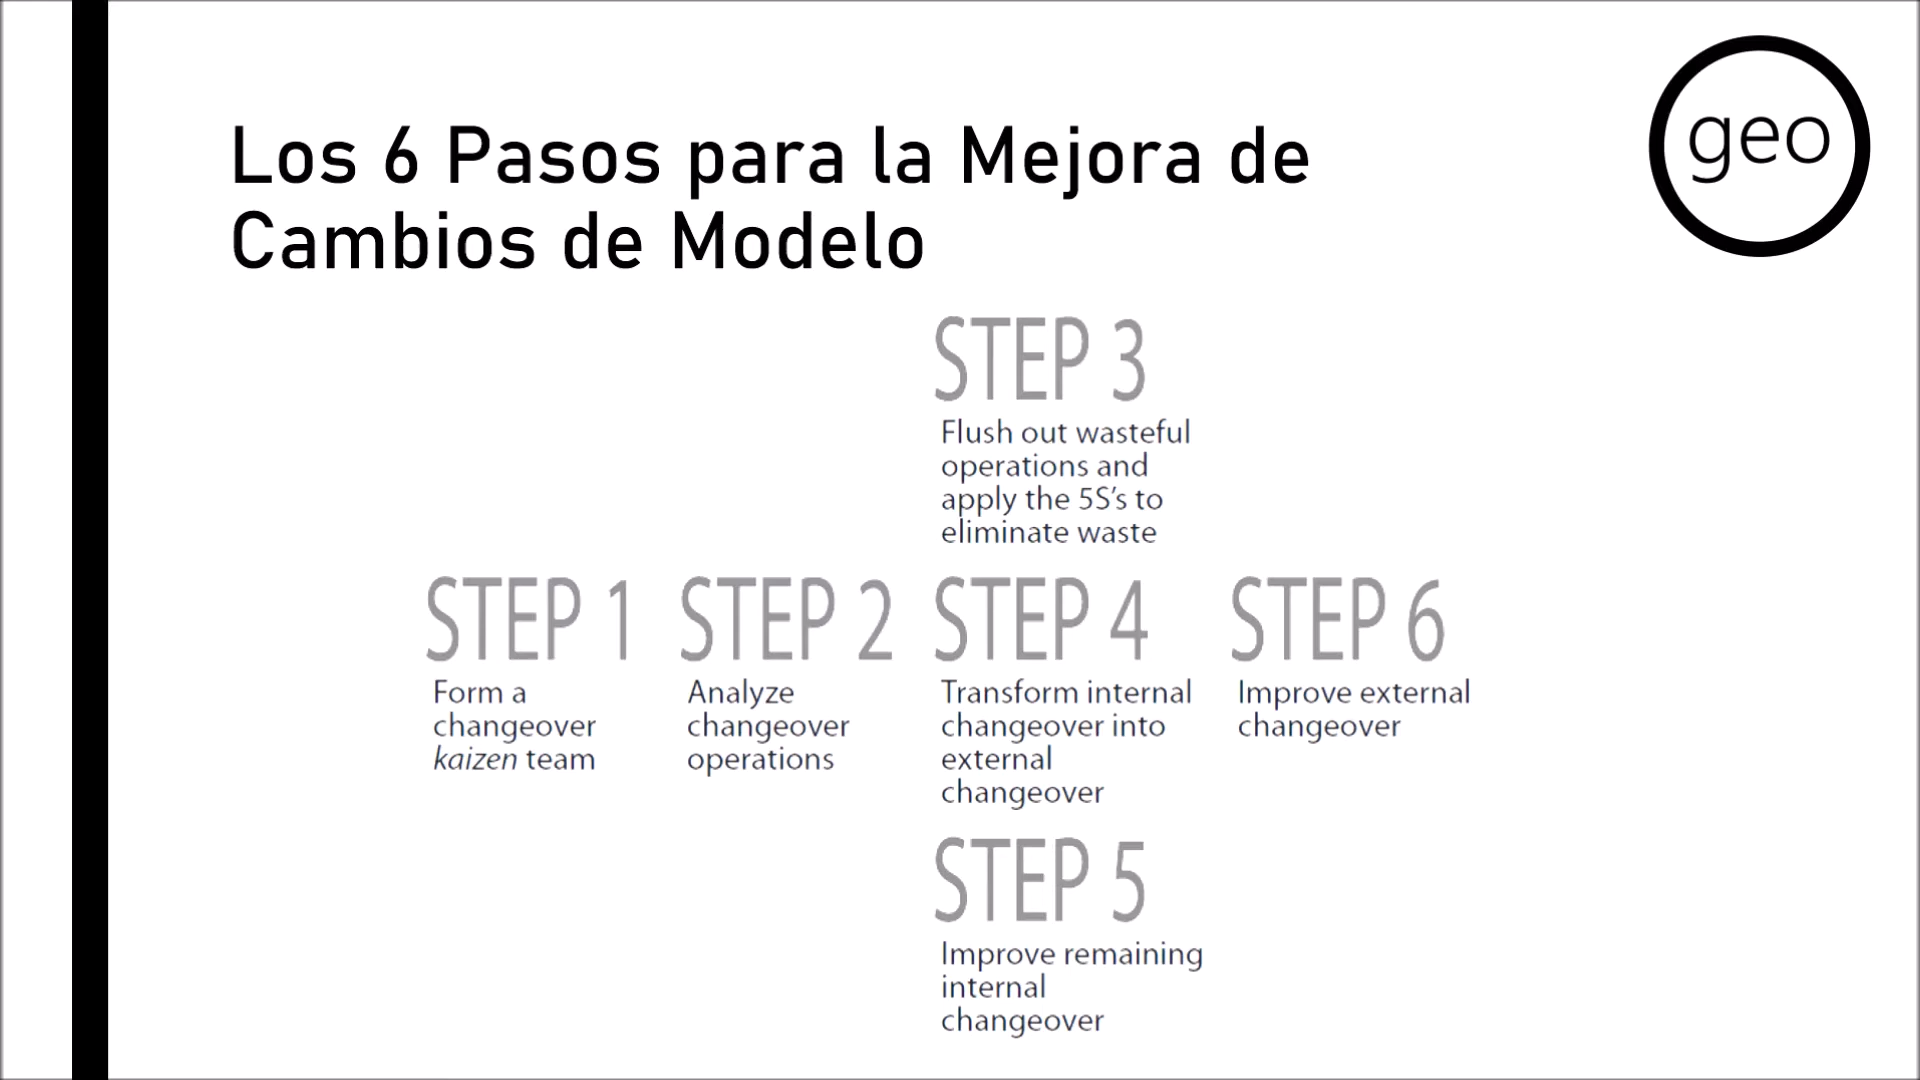 Los 6 Pasos para la Mejora de
Cambios de Modelo
geo
STEP 1
Form a
changeover
kaizen team
STEP 2
Analyze
changeover
operations
STEP 3
Flush out wasteful
operations and
apply the 5S’s to
eliminate waste
STEP 4
Transform internal
changeover into
external
changeover
STEP 5
Improve remaining
internal
changeover
STEP 6
Improve external
changeover